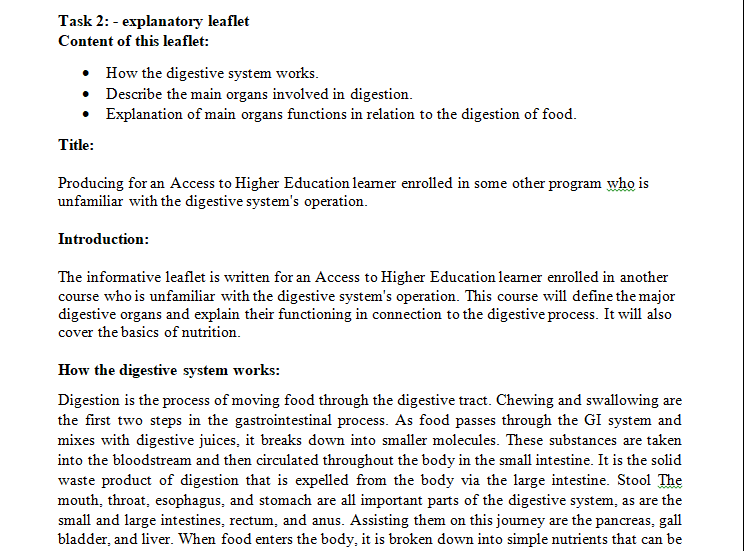 Task 2: - explanatory leaflet
Content of this leaflet:
• How the digestive system works.
• Describe the main organs involved in digestion.
• Explanation of main organs functions in relation to the digestion of food.
Title:
Producing for an Access to Higher Education learner enrolled in some other program who is
unfamiliar with the digestive system's operation.
Introduction:
The informative leaflet is written for an Access to Higher Education learner enrolled in another
course who is unfamiliar with the digestive system's operation. This course will define the major
digestive organs and explain their functioning in connection to the digestive process. It will also
cover the basics of nutrition.
How the digestive system works:
Digestion is the process of moving food through the digestive tract. Chewing and swallowing are
the first two steps in the gastrointestinal process. As food passes through the GI system and
mixes with digestive juices, it breaks down into smaller molecules. These substances are taken
into the bloodstream and then circulated throughout the body in the small intestine. It is the solid
waste product of digestion that is expelled from the body via the large intestine. Stool The
mouth, throat, esophagus, and stomach are all important parts of the digestive system, as are the
small and large intestines, rectum, and anus. Assisting them on this journey are the pancreas, gall
bladder, and liver. When food enters the body, it is broken down into simple nutrients that can be